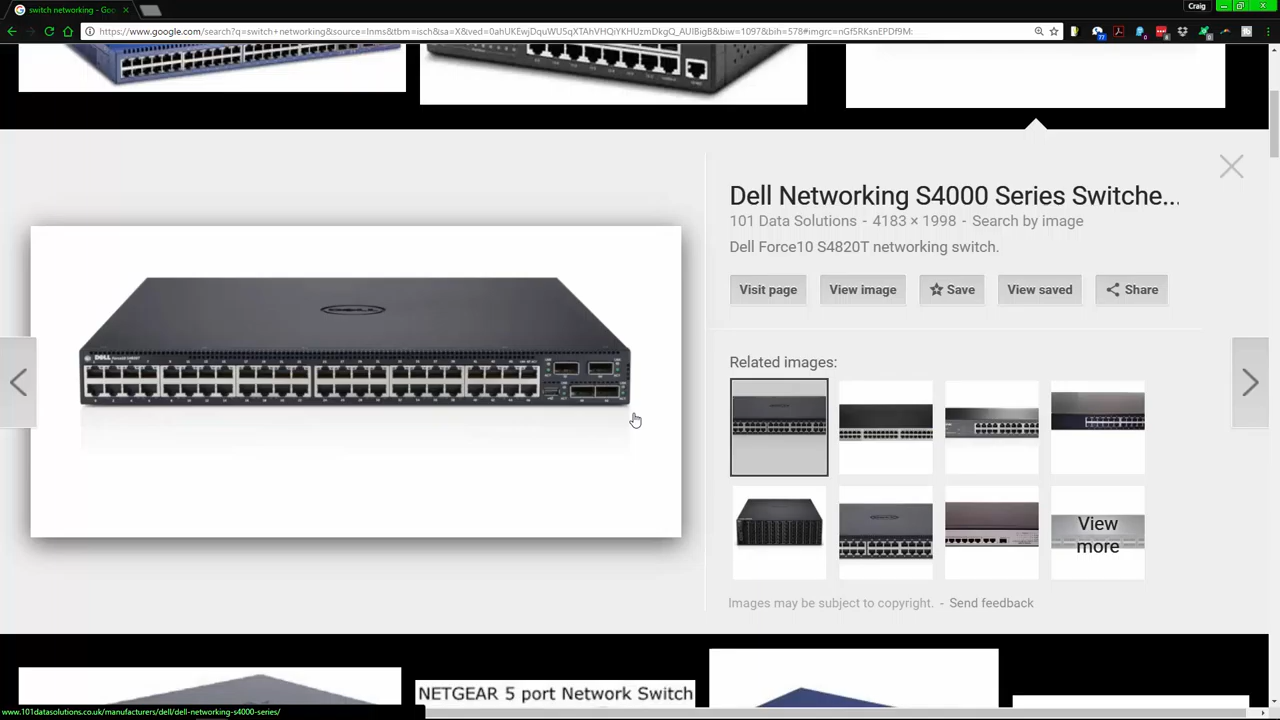 switch networking - Goo
Craig
https://www.google.com/search?q=switch+networking&source=lnms&tbm=isch&sa=X&ved=0ahUKEwjDquWU5qXTAhVHQiYKHUzmDkgQ_AUIBigB&biw=1097&bih=578#imgrc=nGf5RKsnEPDf9M:
Dell Networking S4000 Series Switche...
101 Data Solutions - 4183 × 1998 - Search by image
Dell Force10 S4820T networking switch.
Visit page
View image
Save
View saved
Share
Related images:
DELL
DELL
View
more
Images may be subject to copyright. - Send feedback
NETGEAR 5 port Network Switch
www.101datasolutions.co.uk/manufacturers/dell/dell-networking-s4000-series/